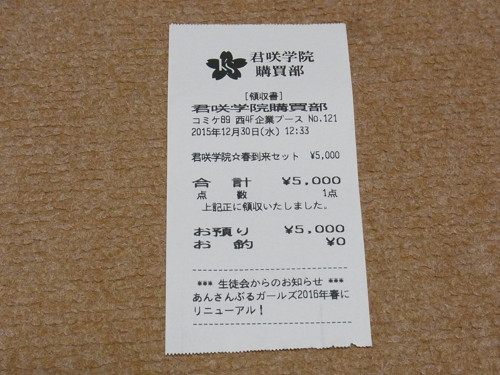 君咲学院
購買部
[領収書]
君咲学院購買部
コミケ89 西4F企業ブース No.121
2015年12月30日(水) 12:33
君咲学院☆春到来セット ¥5,000
合計 ¥5,000
点数 1点
上記正に領収いたしました。
お預り ¥5,000
お釣 ¥0
*** 生徒会からのお知らせ ***
あんさんぶるガールズ2016年春に
リニューアル!